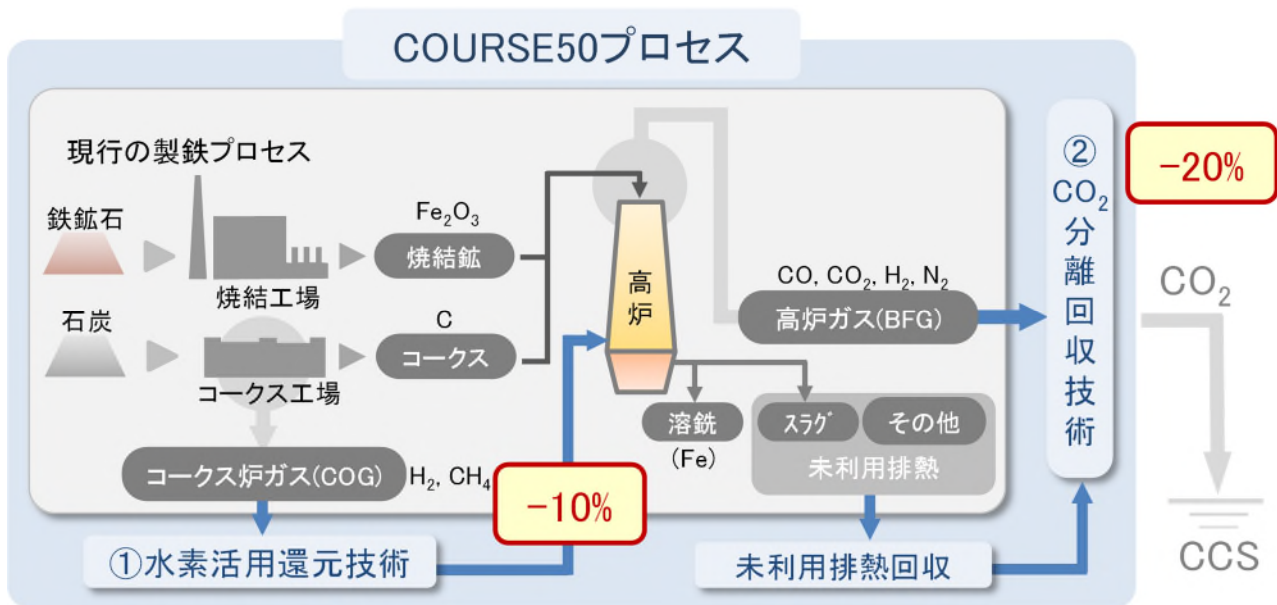 COURSE50プロセス
現行の製鉄プロセス
鉄鉱石
焼結工場
Fe₂O₃
焼結鉱
石炭
コークス工場
C
コークス
高炉
CO, CO₂, H₂, N₂
高炉ガス(BFG)
溶銑
(Fe)
スラグ
その他
未利用排熱
コークス炉ガス(COG)
H₂, CH₄
−10%
①水素活用還元技術
未利用排熱回収
②CO₂分離回収技術
−20%
CO₂
CCS